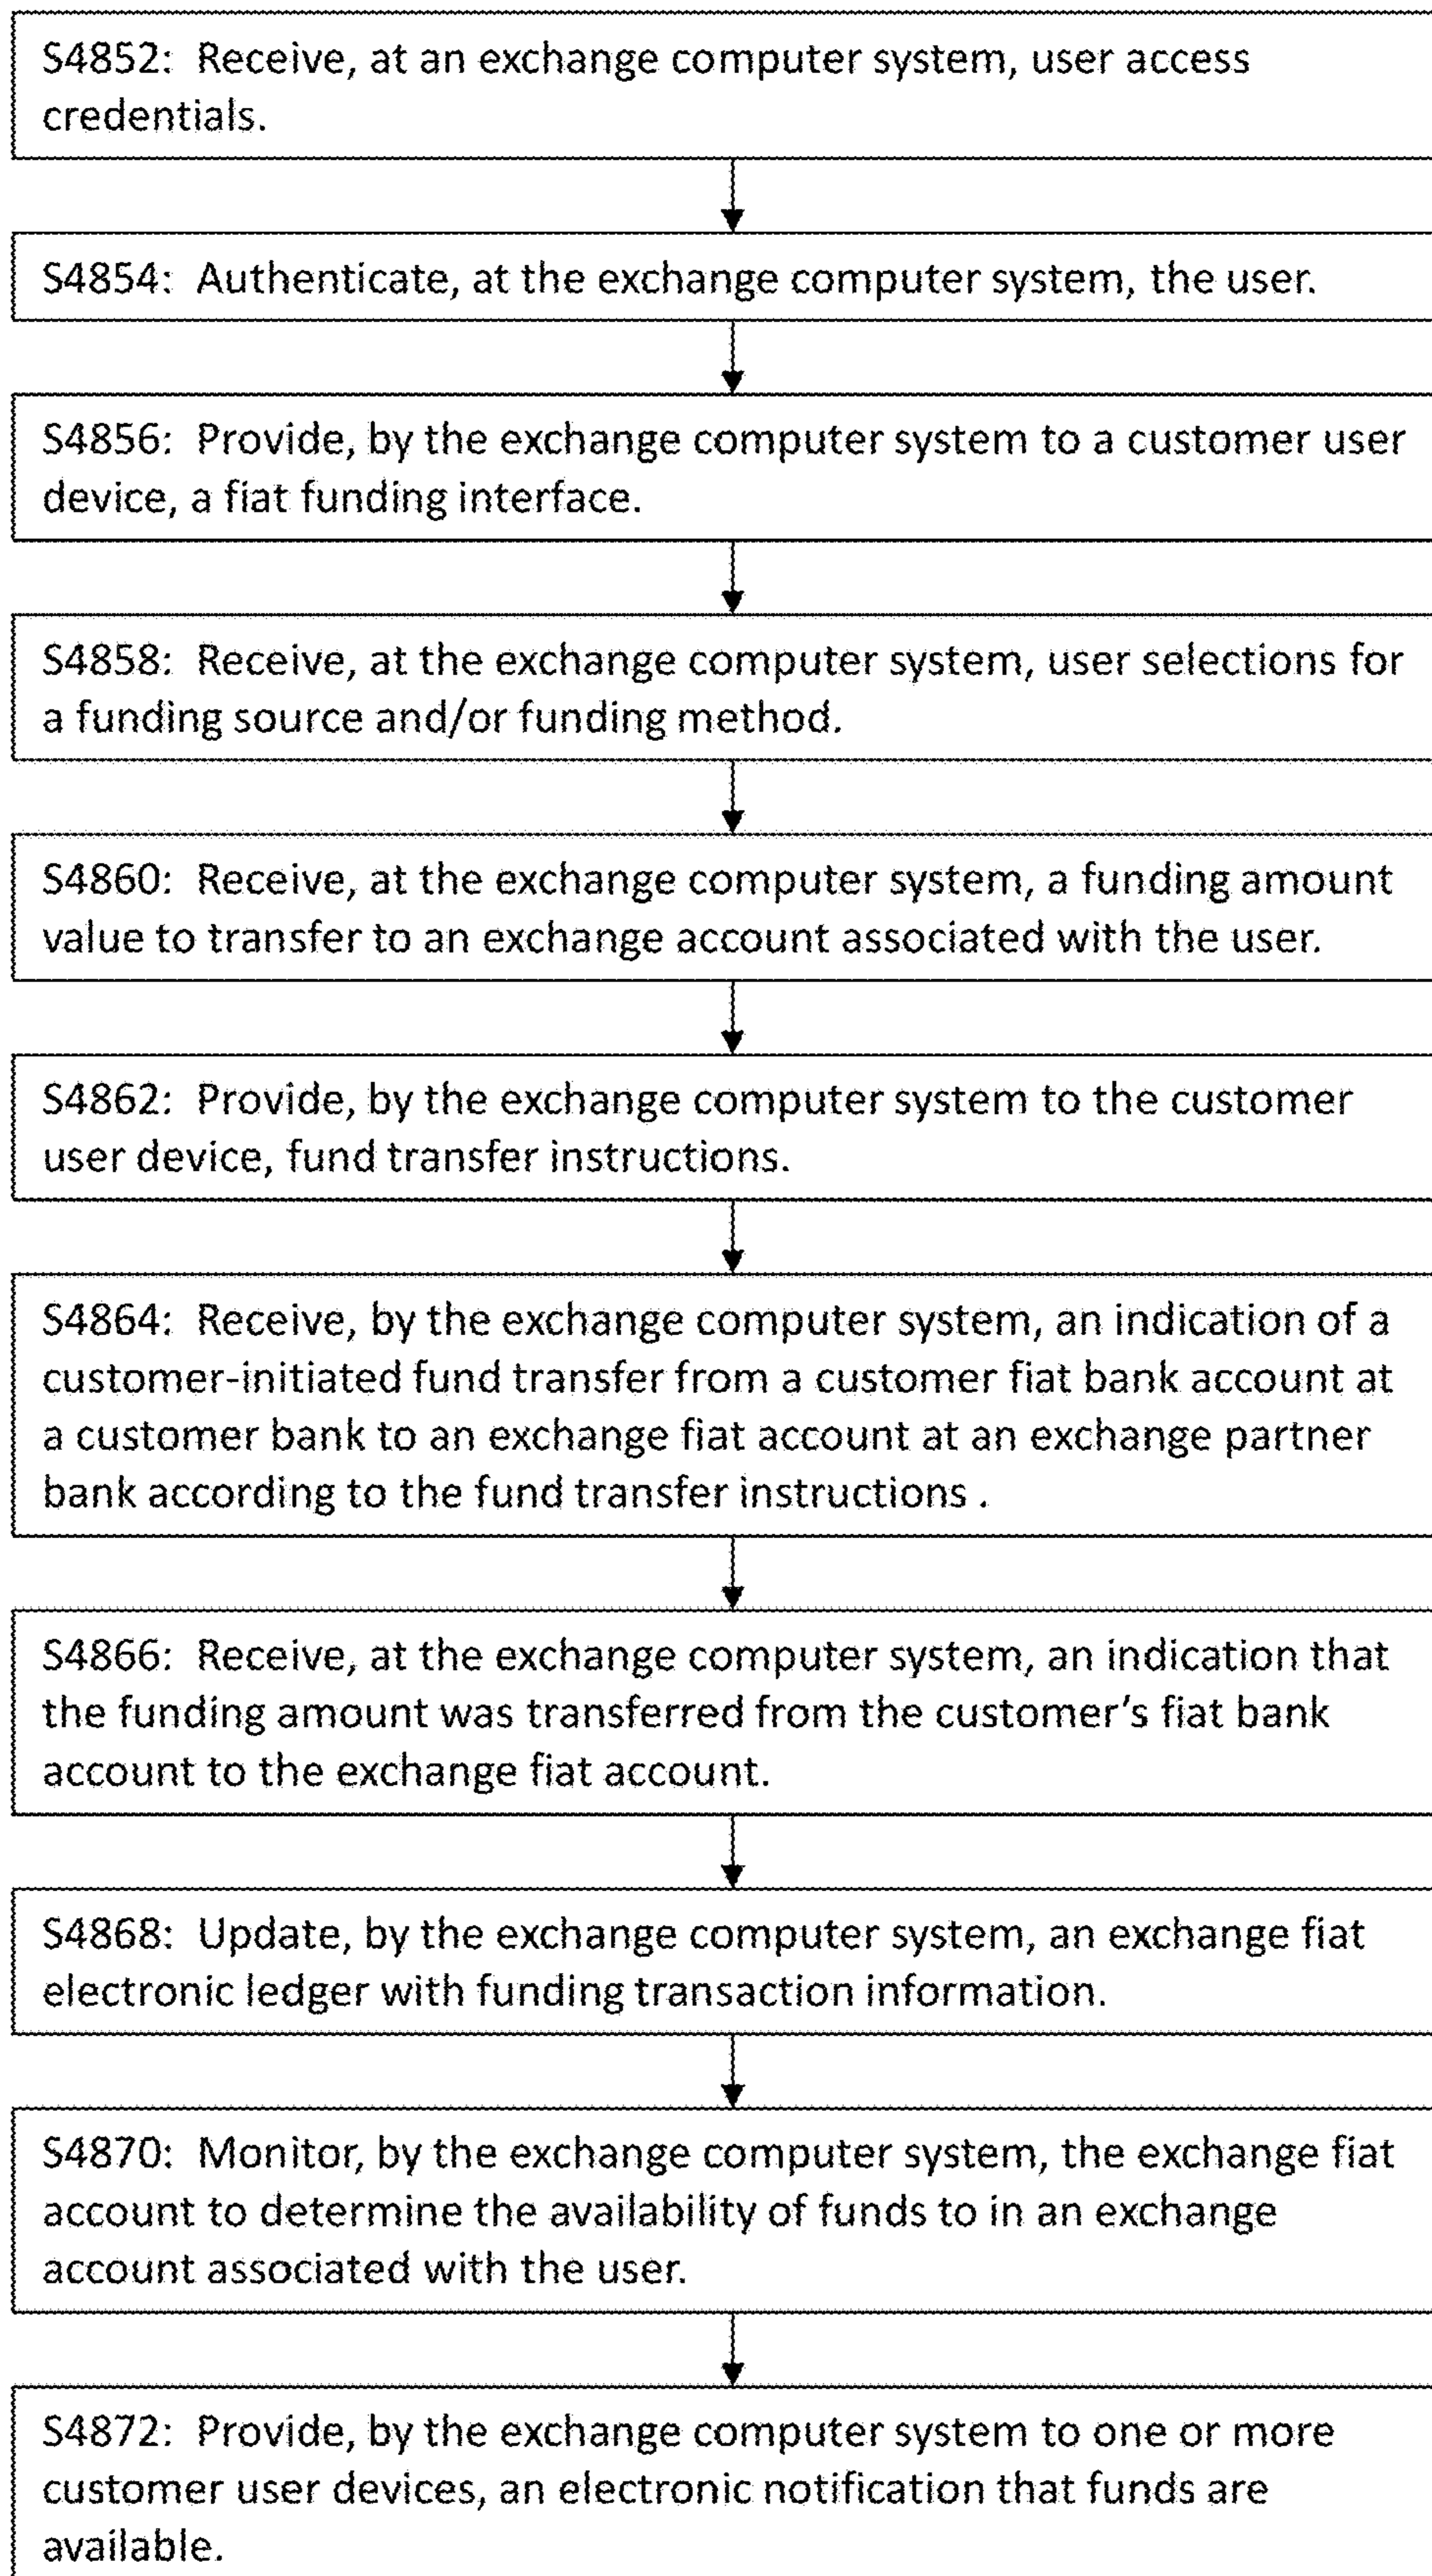 S4852: Receive, at an exchange computer system, user access
credentials.
S4854: Authenticate, at the exchange computer system, the user.
S4856: Provide, by the exchange computer system to a customer user
device, a fiat funding interface.
S4858: Receive, at the exchange computer system, user selections for
a funding source and/or funding method.
S4860: Receive, at the exchange computer system, a funding amount
value to transfer to an exchange account associated with the user.
S4862: Provide, by the exchange computer system to the customer
user device, fund transfer instructions.
S4864: Receive, by the exchange computer system, an indication of a
customer-initiated fund transfer from a customer fiat bank account at
a customer bank to an exchange fiat account at an exchange partner
bank according to the fund transfer instructions .
S4866: Receive, at the exchange computer system, an indication that
the funding amount was transferred from the customer's fiat bank
account to the exchange fiat account.
S4868: Update, by the exchange computer system, an exchange fiat
electronic ledger with funding transaction information.
S4870: Monitor, by the exchange computer system, the exchange fiat
account to determine the availability of funds to in an exchange
account associated with the user.
S4872: Provide, by the exchange computer system to one or more
customer user devices, an electronic notification that funds are
available.